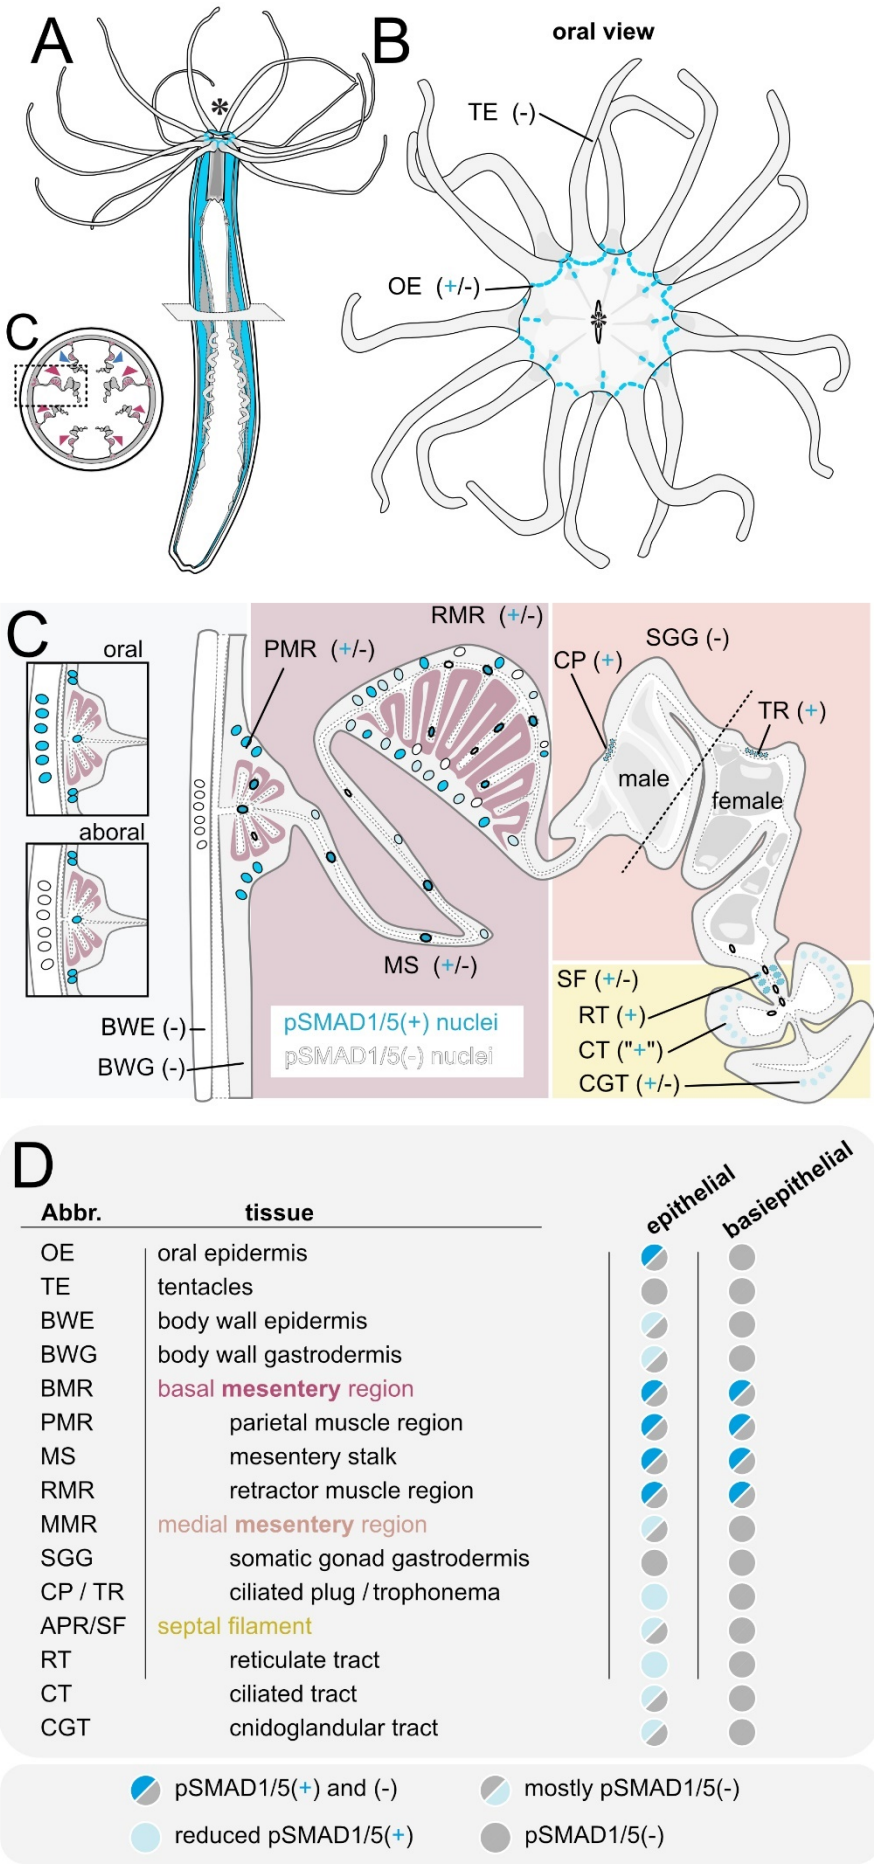 A
B
oral view
*
TE (-)
OE (+/-)
*
C
C
oral
aboral
PMR (+/-)
RMR (+/-)
CP (+)
SGG (-)
TR (+)
male
female
MS (+/-)
SF (+/-)
RT (+)
CT ("+")
CGT (+/-)
BWE (-)
BWG (-)
pSMAD1/5(+) nuclei
pSMAD1/5(-) nuclei
D
Abbr. tissue epithelial basiepithelial
OE oral epidermis
TE tentacles
BWE body wall epidermis
BWG body wall gastrodermis
BMR basal mesentery region
PMR parietal muscle region
MS mesentery stalk
RMR retractor muscle region
MMR medial mesentery region
SGG somatic gonad gastrodermis
CP / TR ciliated plug / trophonema
APR/SF septal filament
RT reticulate tract
CT ciliated tract
CGT cnidoglandular tract
pSMAD1/5(+) and (-) mostly pSMAD1/5(-)
reduced pSMAD1/5(+) pSMAD1/5(-)